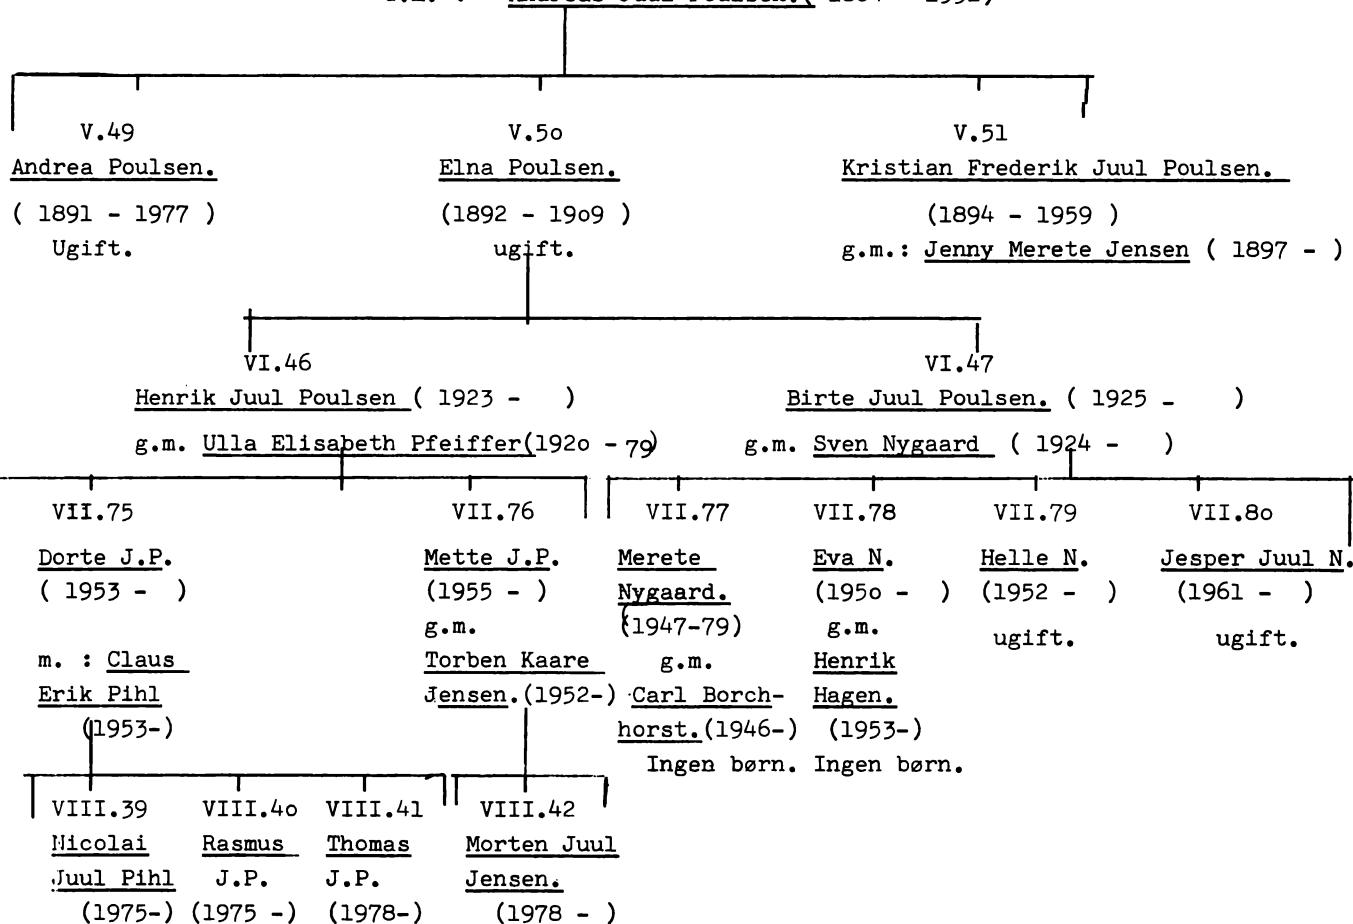 Juul Poulsen.(
V.49 V.5o V.51
Andrea Poulsen. Elna Poulsen. Kristian Frederik Juul Poulsen.
( 1891 - 1977 ) (1892 - 19o9 ) (1894 - 1959 )
Ugift. ugift. g.m.: Jenny Merete Jensen ( 1897 - )
VI.46 VI.47
Henrik Juul Poulsen ( 1923 - ) Birte Juul Poulsen. ( 1925 - )
g.m. Ulla Elisabeth Pfeiffer(192o - 79) g.m. Sven Nygaard ( 1924 - )
VII.75 VII.76 VII.77 VII.78 VII.79 VII.8o
Dorte J.P. Mette J.P. Merete Eva N. Helle N. Jesper Juul N.
( 1953 - ) (1955 - ) Nygaard. (195o - ) (1952 - ) (1961 - )
g.m. (1947-79) g.m. ugift. ugift.
m. : Claus Torben Kaare g.m. Henrik
Erik Pihl Jensen.(1952-) Carl Borch- Hagen.
(1953-) horst.(1946-) (1953-)
Ingen børn. Ingen børn.
VIII.39 VIII.4o VIII.41 VIII.42
Nicolai Rasmus Thomas Morten Juul
Juul Pihl J.P. J.P. Jensen.
(1975-) (1975 -) (1978-) (1978 - )